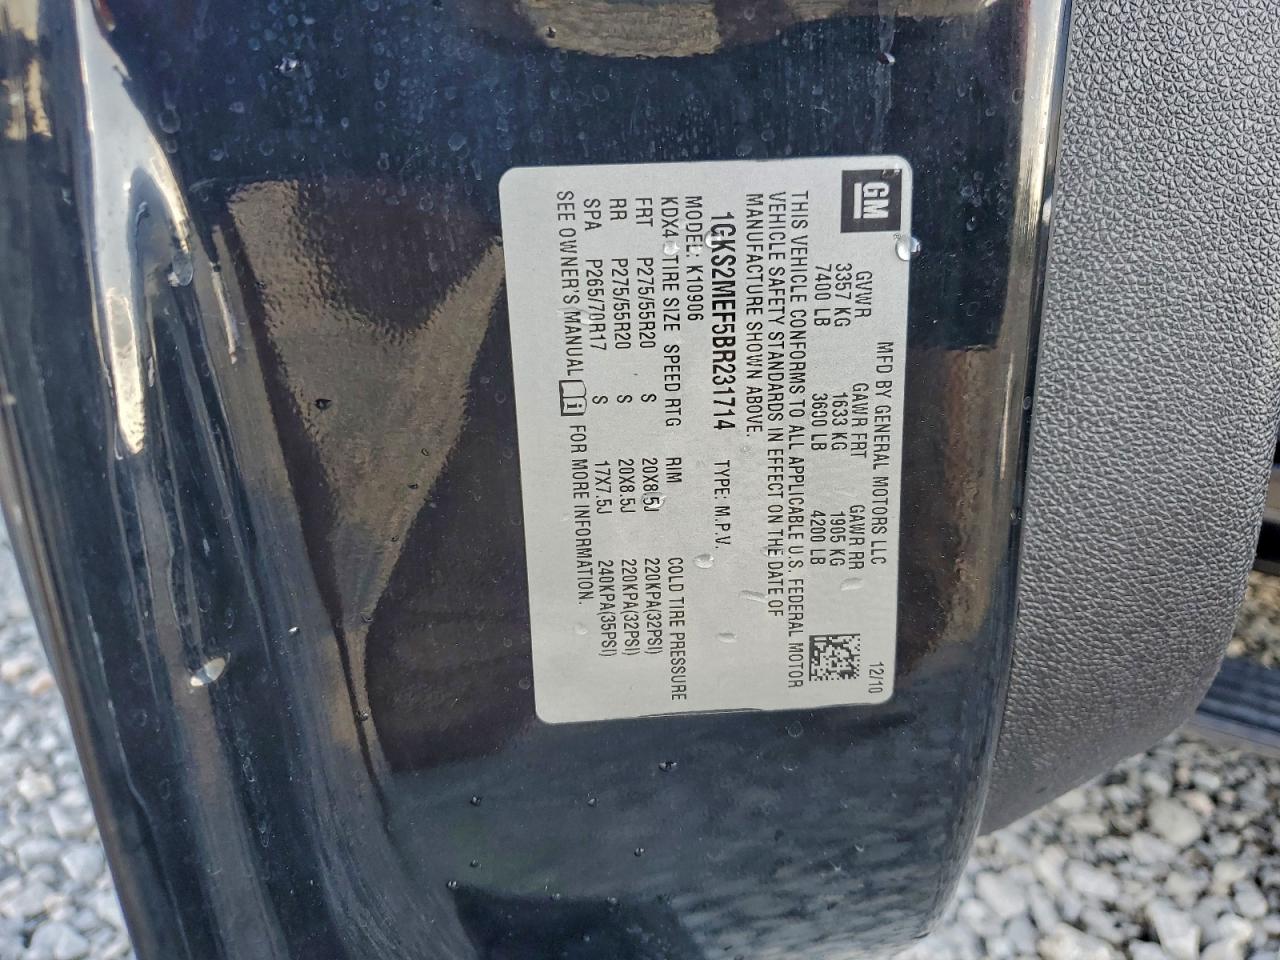 GM
®
MFD BY GENERAL MOTORS LLC 12/10
GVWR GAWR FRT GAWR RR
3357 KG 1633 KG 1905 KG
7400 LB 3600 LB 4200 LB
THIS VEHICLE CONFORMS TO ALL APPLICABLE U.S. FEDERAL MOTOR
VEHICLE SAFETY STANDARDS IN EFFECT ON THE DATE OF
MANUFACTURE SHOWN ABOVE.
1GKS2MEF5BR231714 TYPE: M.P.V.
MODEL: K10906
KDX4 TIRE SIZE SPEED RTG RIM COLD TIRE PRESSURE
FRT P275/55R20 S 20X8.5J 220KPA(32PSI)
RR P275/55R20 S 20X8.5J 220KPA(32PSI)
SPA P265/70R17 S 17X7.5J 240KPA(35PSI)
SEE OWNER'S MANUAL i FOR MORE INFORMATION.